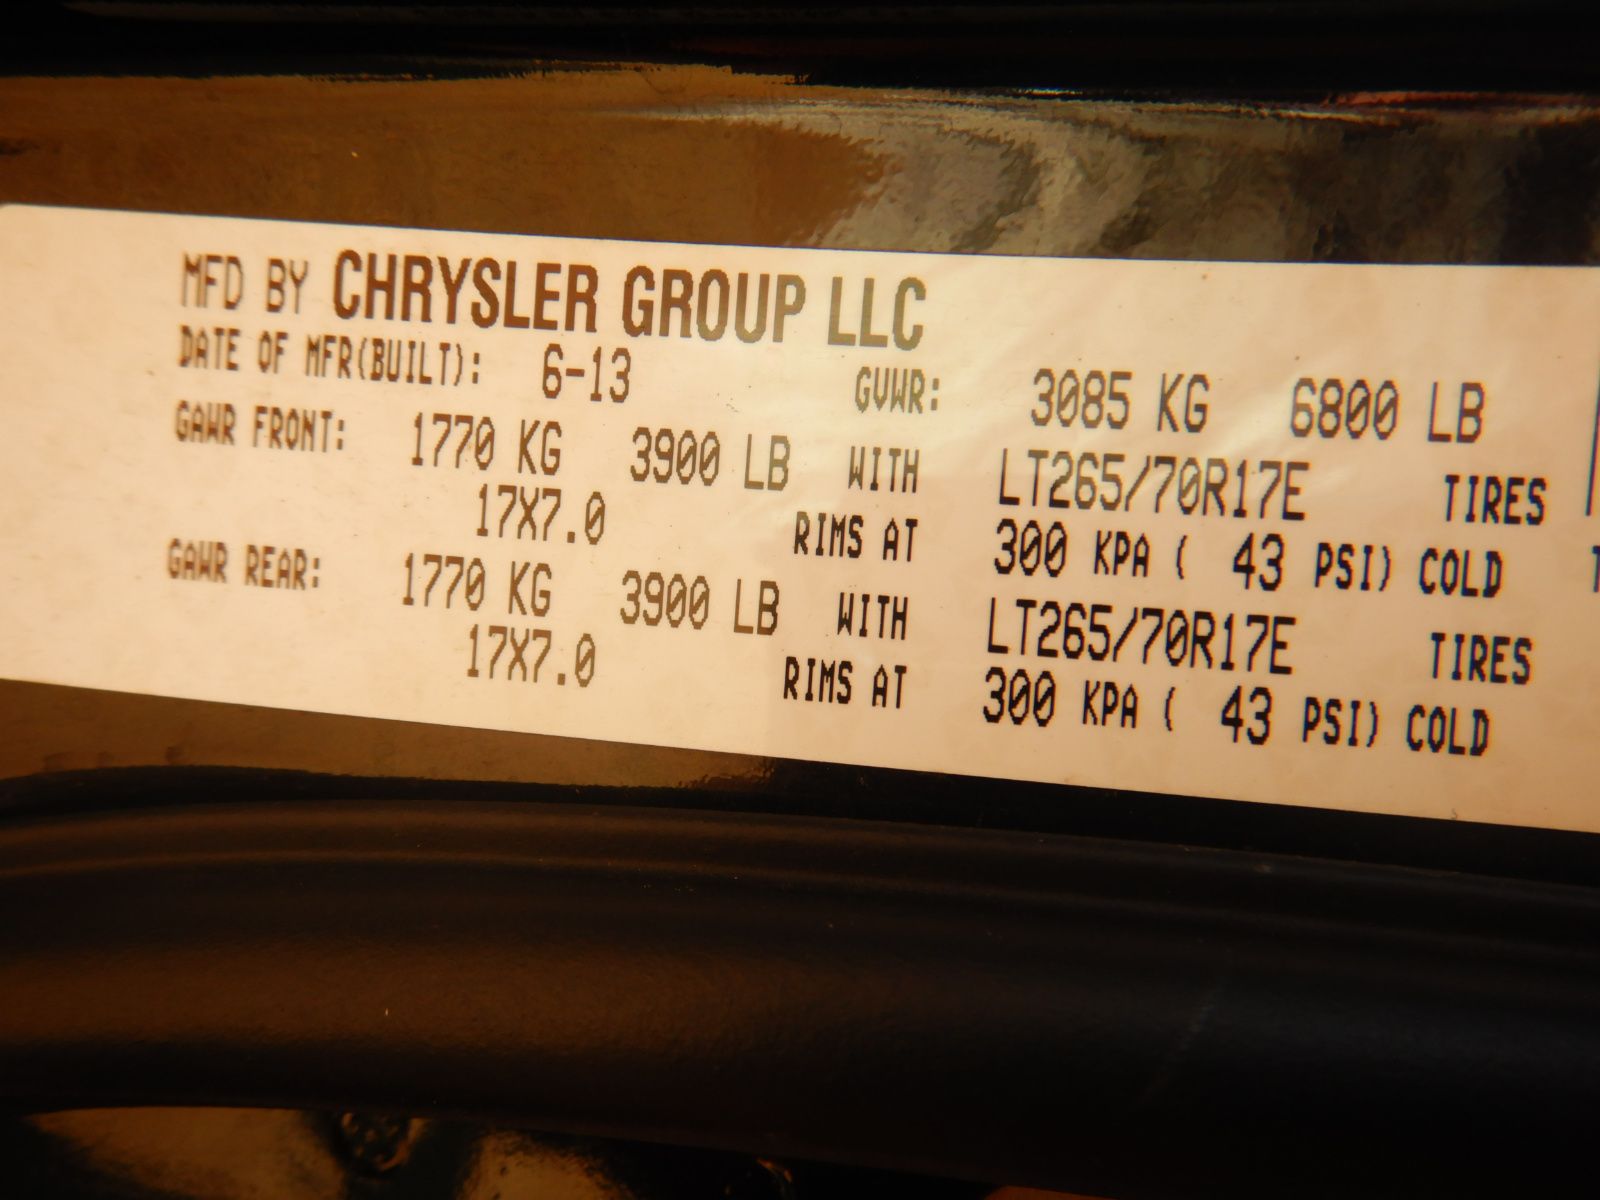 MFD BY CHRYSLER GROUP LLC
DATE OF MFR(BUILT): 6-13 GVWR: 3085 KG 6800 LB
GAWR FRONT: 1770 KG 3900 LB WITH LT265/70R17E TIRES
17X7.0 RIMS AT 300 KPA ( 43 PSI) COLD
GAWR REAR: 1770 KG 3900 LB WITH LT265/70R17E TIRES
17X7.0 RIMS AT 300 KPA ( 43 PSI) COLD